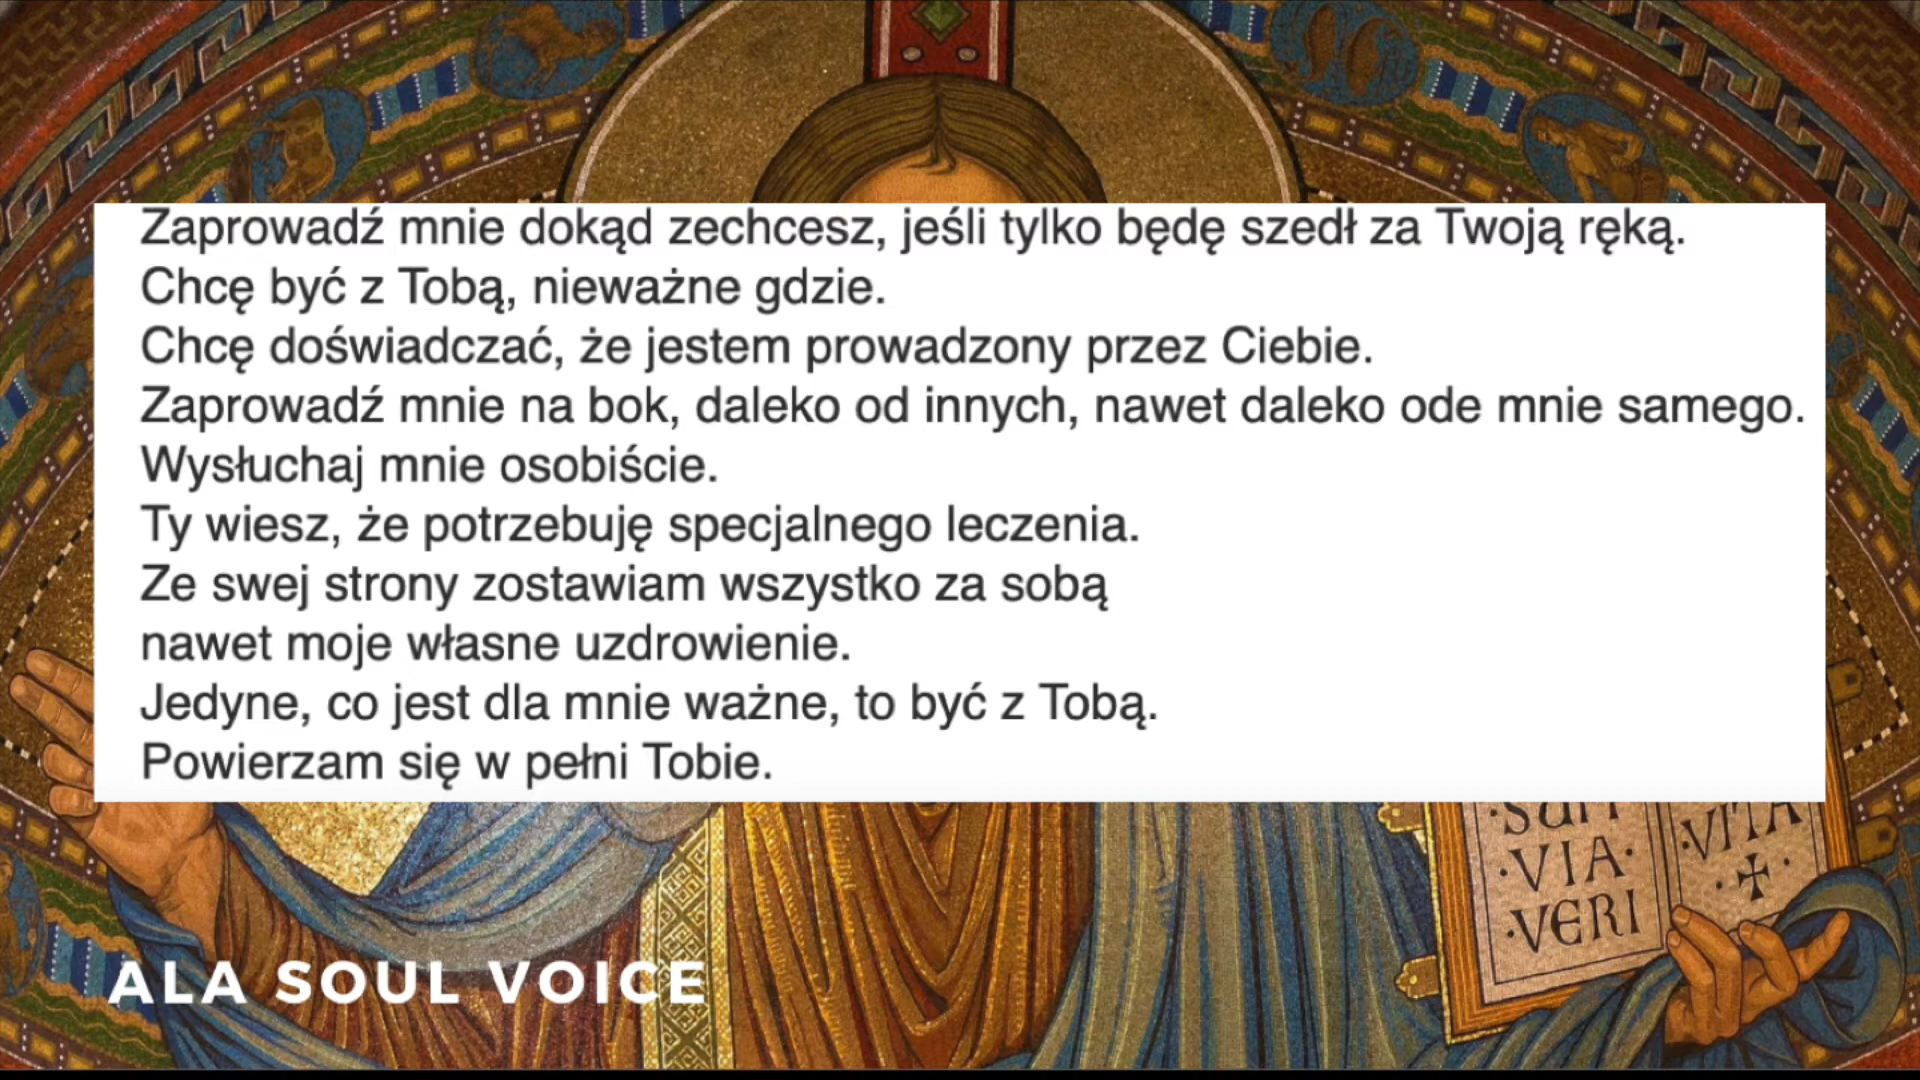 Zaprowadź mnie dokąd zechcesz, jeśli tylko będę szedł za Twoją ręką.
Chcę być z Tobą, nieważne gdzie.
Chcę doświadczać, że jestem prowadzony przez Ciebie.
Zaprowadź mnie na bok, daleko od innych, nawet daleko ode mnie samego.
Wysłuchaj mnie osobiście.
Ty wiesz, że potrzebuję specjalnego leczenia.
Ze swej strony zostawiam wszystko za sobą
nawet moje własne uzdrowienie.
Jedyne, co jest dla mnie ważne, to być z Tobą.
Powierzam się w pełni Tobie.
·SUM
·VIA·
·VERI
·VITA
·✝·
ALA SOUL VOICE